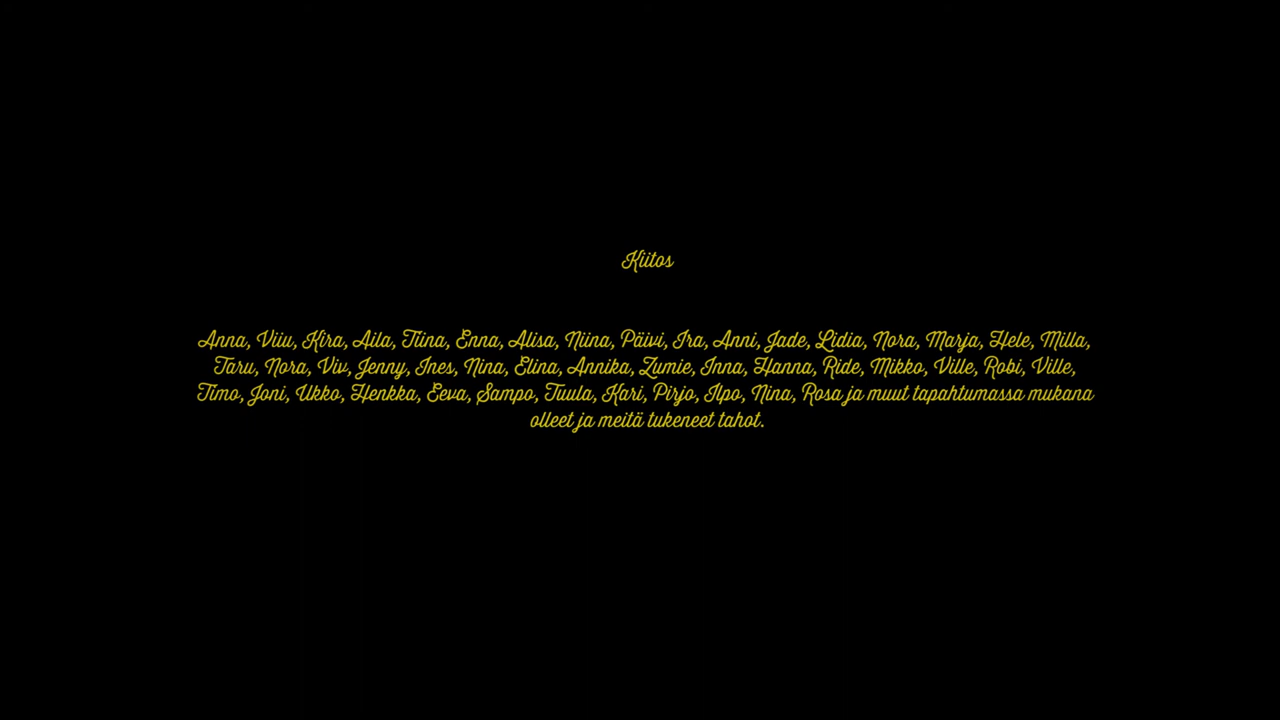 Kiitos
Anna, Viiu, Kira, Aila, Tiina, Enna, Alisa, Niina, Päivi, Ira, Anni, Jade, Lidia, Nora, Marja, Hele, Milla,
Taru, Nora, Viv, Jenny, Ines, Nina, Elina, Annika, Zumie, Inna, Hanna, Ride, Mikko, Ville, Robi, Ville,
Timo, Joni, Ukko, Henkka, Eeva, Sampo, Tuula, Kari, Pirjo, Ilpo, Nina, Rosa ja muut tapahtumassa mukana
olleet ja meitä tukeneet tahot.